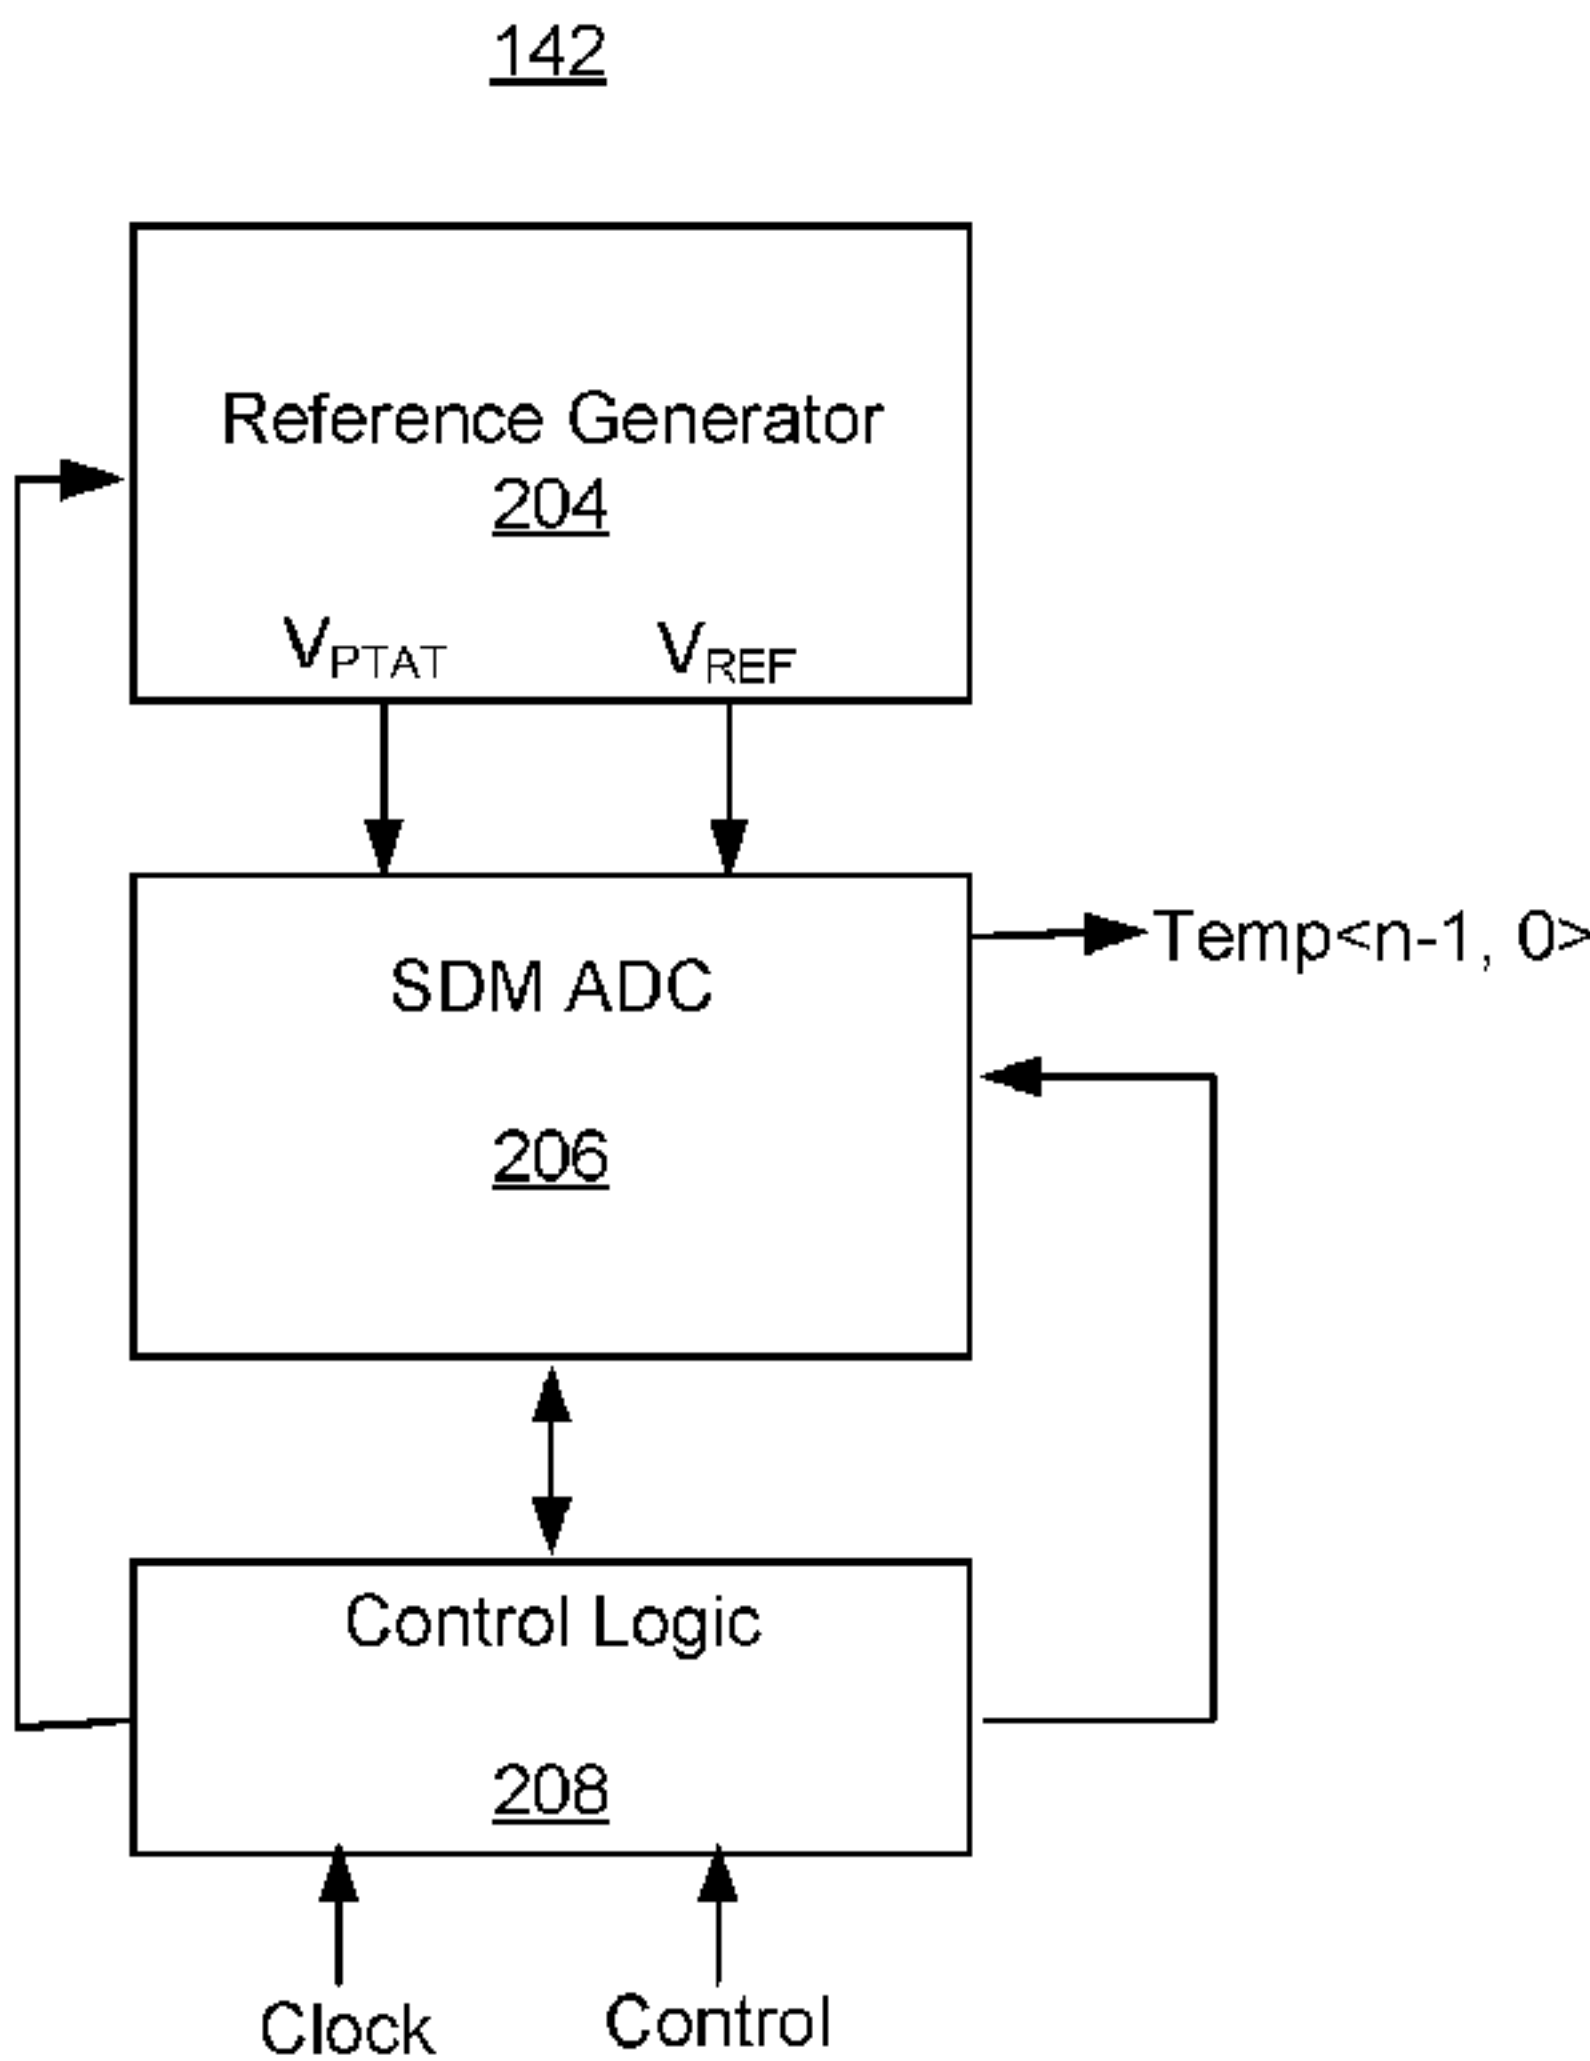 142
Reference Generator
204
VPTAT VREF
Temp<n-1, 0>
SDM ADC
206
Control Logic
208
Clock Control